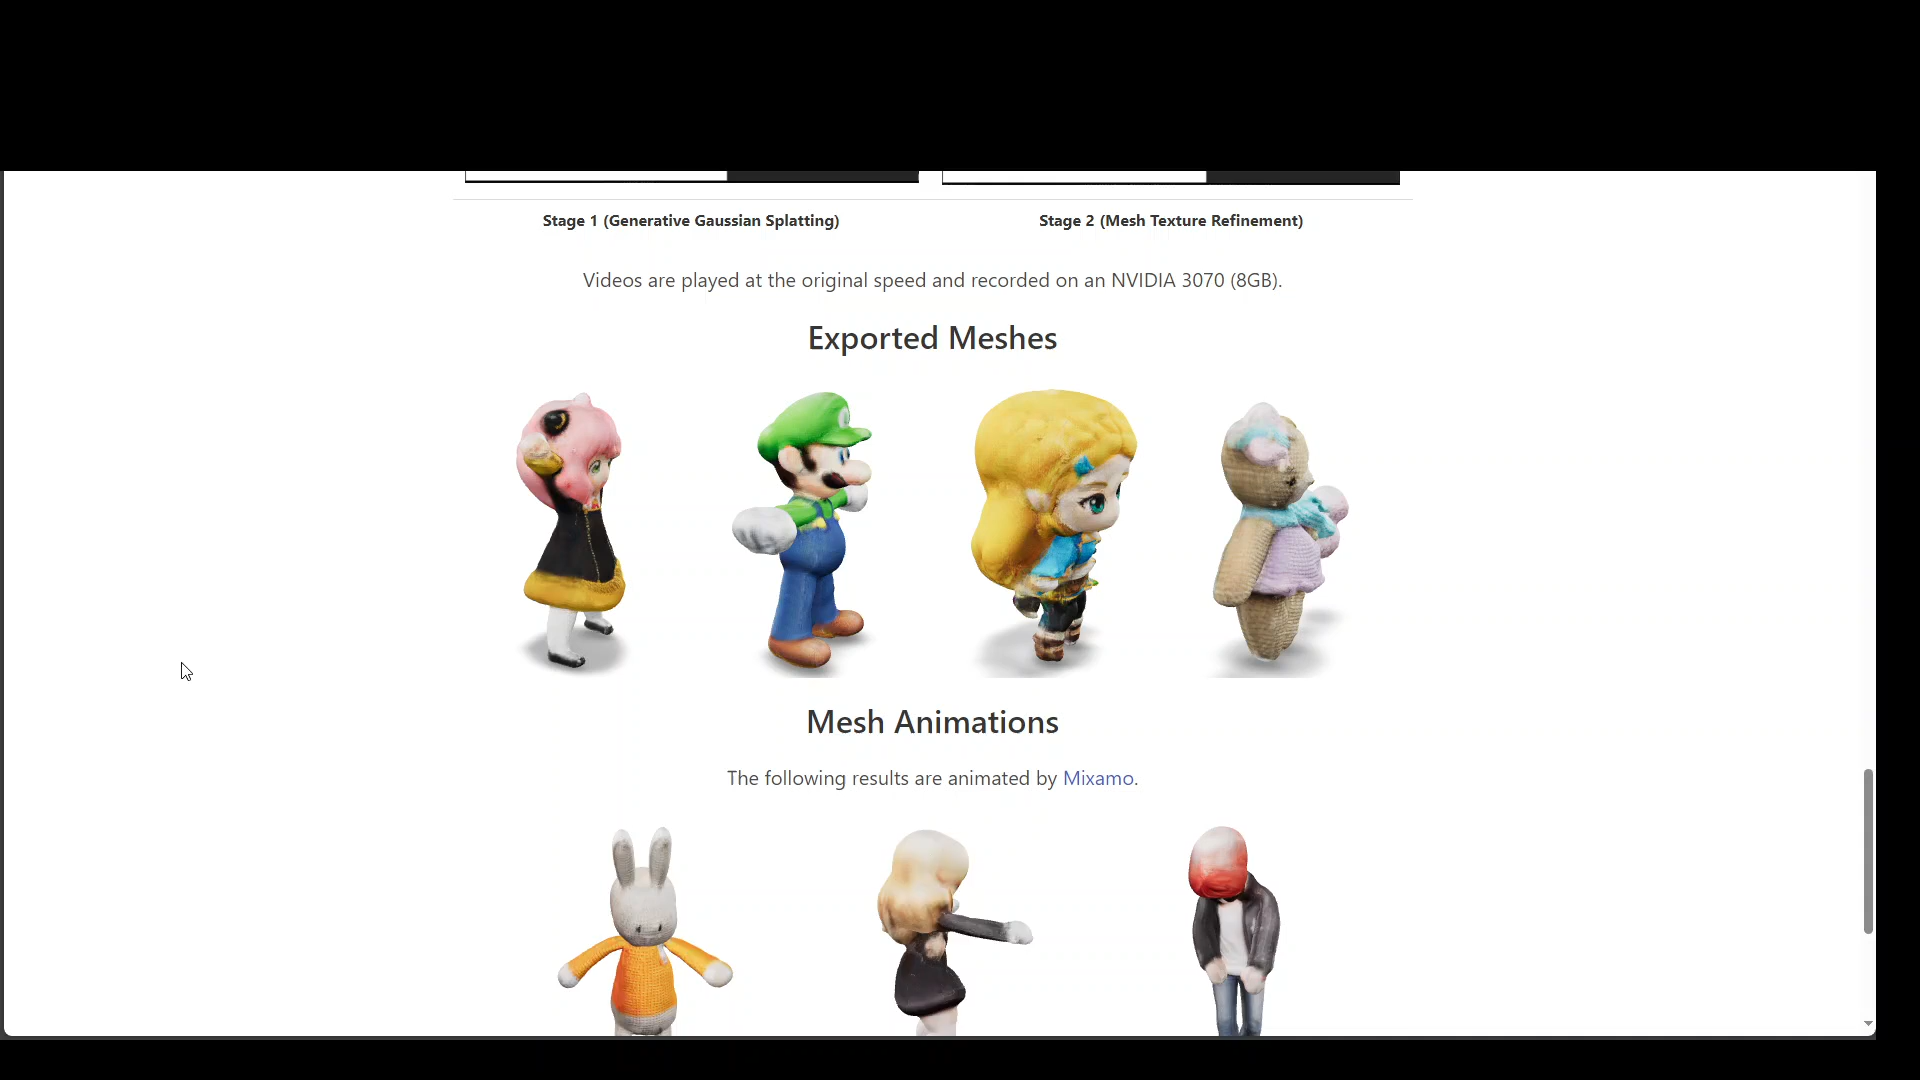 Stage 1 (Generative Gaussian Splatting)
Stage 2 (Mesh Texture Refinement)
Videos are played at the original speed and recorded on an NVIDIA 3070 (8GB).
Exported Meshes
Mesh Animations
The following results are animated by Mixamo.